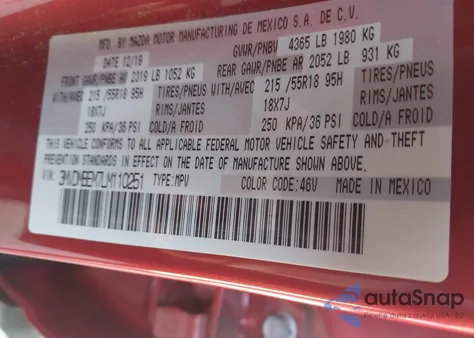 MFD. BY MAZDA MOTOR MANUFACTURING DE MEXICO S.A. DE C.V.
DATE 12/19 GVWR/PNBV 4365 LB 1980 KG
FRONT GAWR/PNBE AV 2319 LB 1052 KG REAR GAWR/PNBE AR 2052 LB 931 KG
WITH/AVEC 215 /55R18 95H PNEUS TIRES/ WITH/AVEC 215 /55R18 95H PNEUS TIRES/
18X7J RIMS/JANTES 18X7J RIMS/JANTES
250 KPA/36 PSI COLD/A FROID 250 KPA/36 PSI COLD/A FROID
THIS VEHICLE CONFORMS TO ALL APPLICABLE FEDERAL MOTOR VEHICLE SAFETY AND THEFT
PREVENTION STANDARDS IN EFFECT ON THE DATE OF MANUFACTURE SHOWN ABOVE.
VIN: TYPE: MPV COLOR CODE: 46V MADE IN MEXICO
autaSnap